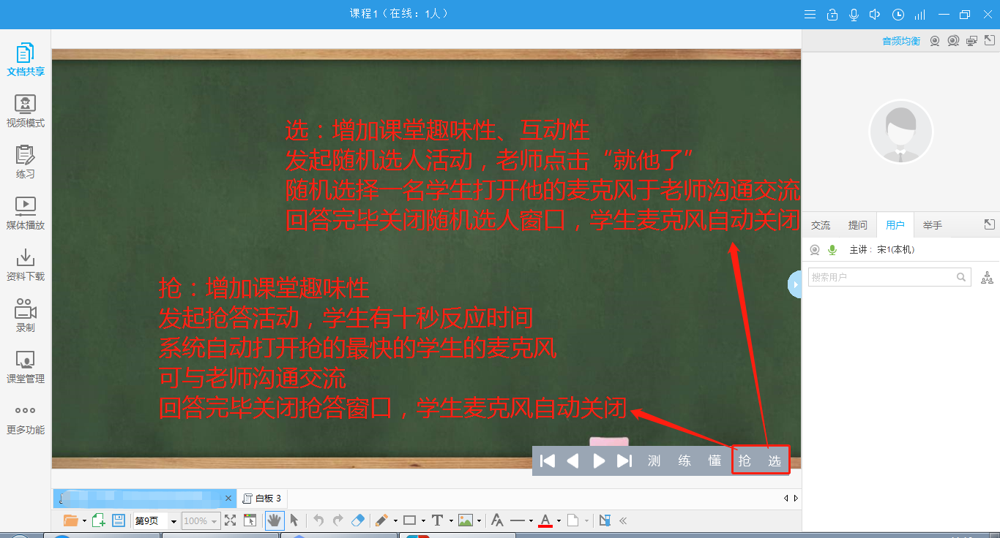 课程1（在线：1人）
音频均衡
文档共享
视频模式
练习
媒体播放
资料下载
录制
课堂管理
更多功能
选：增加课堂趣味性、互动性
发起随机选人活动，老师点击“就他了”
随机选择一名学生打开他的麦克风于老师沟通交流
回答完毕关闭随机选人窗口，学生麦克风自动关闭
抢：增加课堂趣味性
发起抢答活动，学生有十秒反应时间
系统自动打开抢的最快的学生的麦克风
可与老师沟通交流
回答完毕关闭抢答窗口，学生麦克风自动关闭
测 练 懂 抢 选
交流 提问 用户 举手
主讲：宋1(本机)
搜索用户
白板 3
第9页 100%